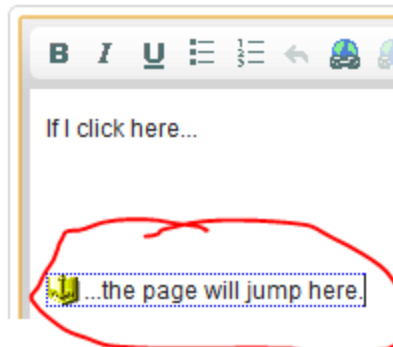 B I U
If I click here...
...the page will jump here.